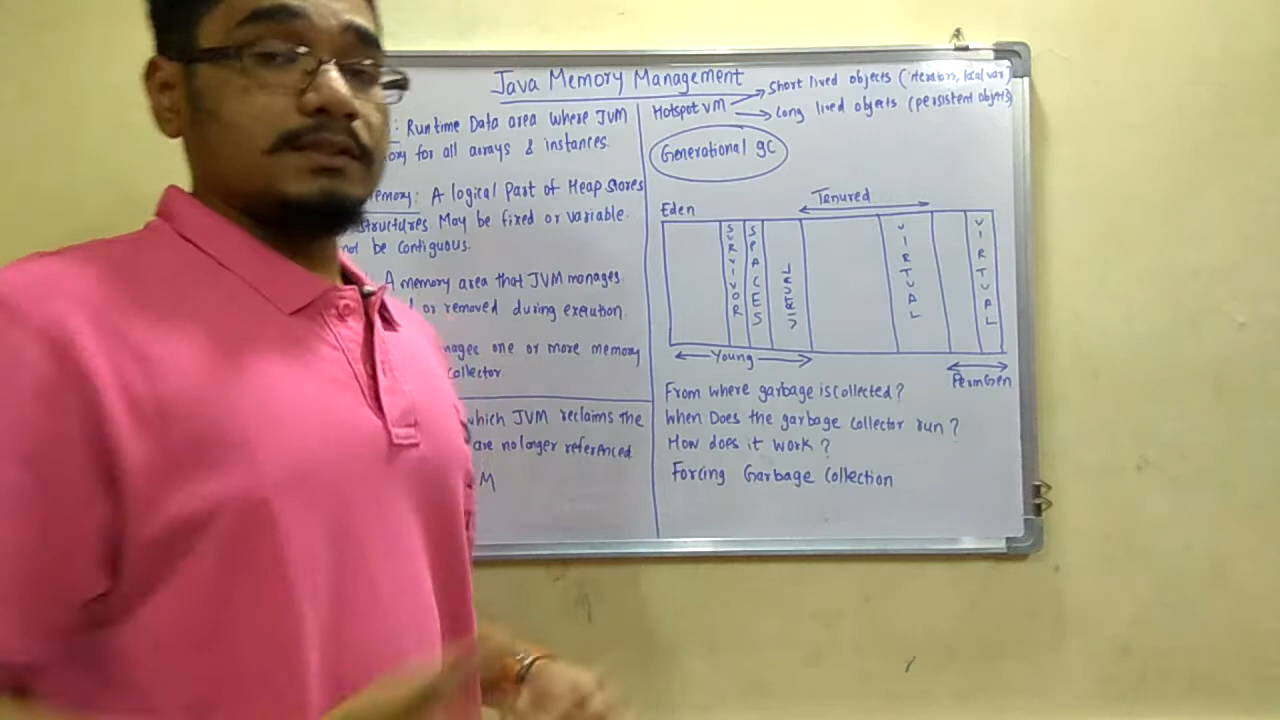 Java Memory Management
: Runtime Data area where JVM
ory for all arrays & instances.
emory: A logical Part of Heap stores
structures May be fixed or variable.
not be contiguous.
A memory area that JVM manages.
d or removed during execution.
nages one or more memory
collector
which JVM reclaims the
are no longer referenced
M
Hotspot VM
Short lived objects (iterators, local var)
Long lived objects (persistent objects)
Generational gc
Eden
Tenured
SURVIVOR
SPACES
VIRTUAL
VIRTUAL
VIRTUAL
Young
PermGen
From where garbage is collected?
When Does the garbage collector run?
How does it work?
Forcing Garbage Collection